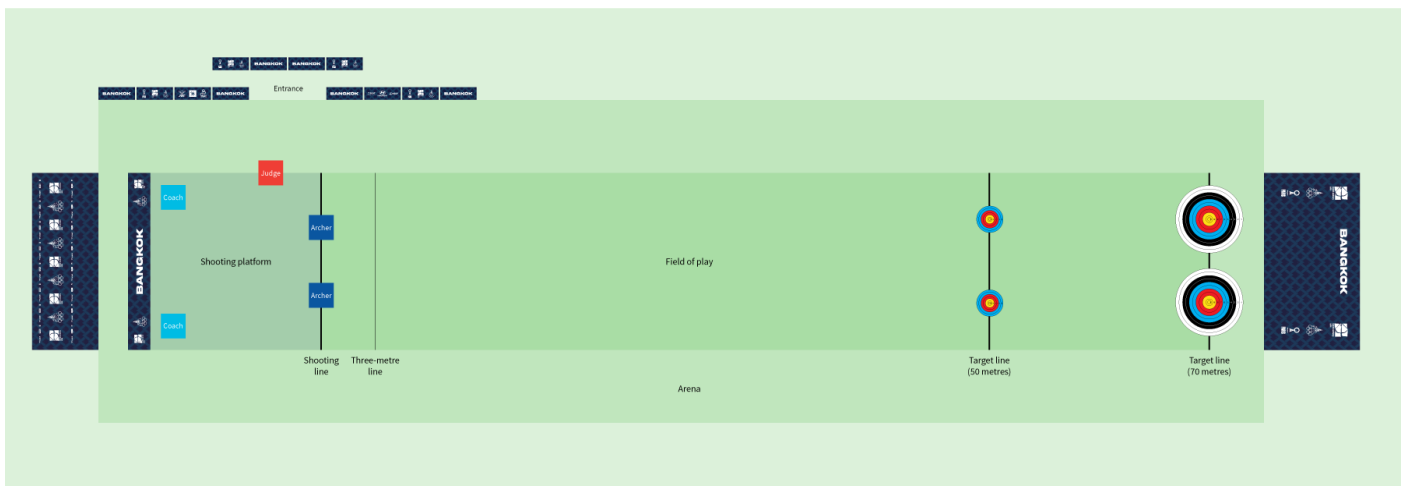 BANGKOK BANGKOK
BANGKOK BANGKOK Entrance BANGKOK BANGKOK
Judge
Coach
Archer
BANGKOK
Shooting platform
Field of play
BANGKOK
Archer
Coach
Shooting
line
Three-metre
line
Target line
(50 metres)
Target line
(70 metres)
Arena